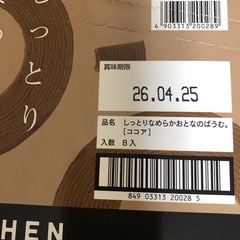 4 903313 200289
しっとり
賞味期限
26.04.25
品名 しっとりなめらかおとなのばうむ。
[ココア]
入数 8入
849 03313 20028 5
HEN